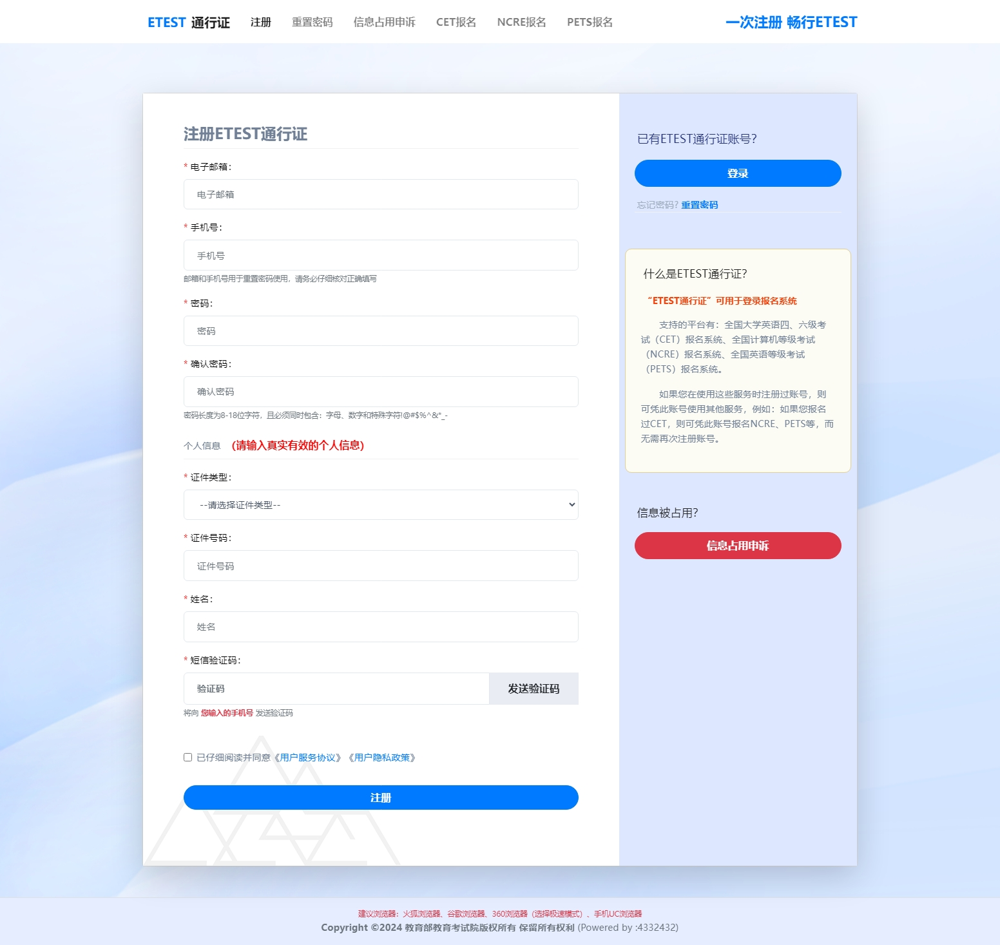 ETEST 通行证 注册 重置密码 信息占用申诉 CET报名 NCRE报名 PETS报名 一次注册 畅行ETEST
注册ETEST通行证
* 电子邮箱：
电子邮箱
* 手机号：
手机号
邮箱和手机号用于重置密码使用，请务必仔细核对正确填写
* 密码：
密码
* 确认密码：
确认密码
密码长度为8-18位字符，且必须同时包含：字母、数字和特殊字符!@#$%^&*_-
个人信息 (请输入真实有效的个人信息)
* 证件类型：
--请选择证件类型--
* 证件号码：
证件号码
* 姓名：
姓名
* 短信验证码：
验证码 发送验证码
将向 您输入的手机号 发送验证码
已仔细阅读并同意《用户服务协议》《用户隐私政策》
注册
已有ETEST通行证账号？
登录
忘记密码? 重置密码
什么是ETEST通行证？
“ETEST通行证”可用于登录报名系统
支持的平台有：全国大学英语四、六级考
试（CET）报名系统、全国计算机等级考试
（NCRE）报名系统、全国英语等级考试
（PETS）报名系统。
如果您在使用这些服务时注册过账号，则
可凭此账号使用其他服务，例如：如果您报名
过CET，则可凭此账号报名NCRE、PETS等，而
无需再次注册账号。
信息被占用？
信息占用申诉
建议浏览器：火狐浏览器、谷歌浏览器、360浏览器（选择极速模式）、手机UC浏览器
Copyright ©2024 教育部教育考试院版权所有 保留所有权利 (Powered by :4332432)